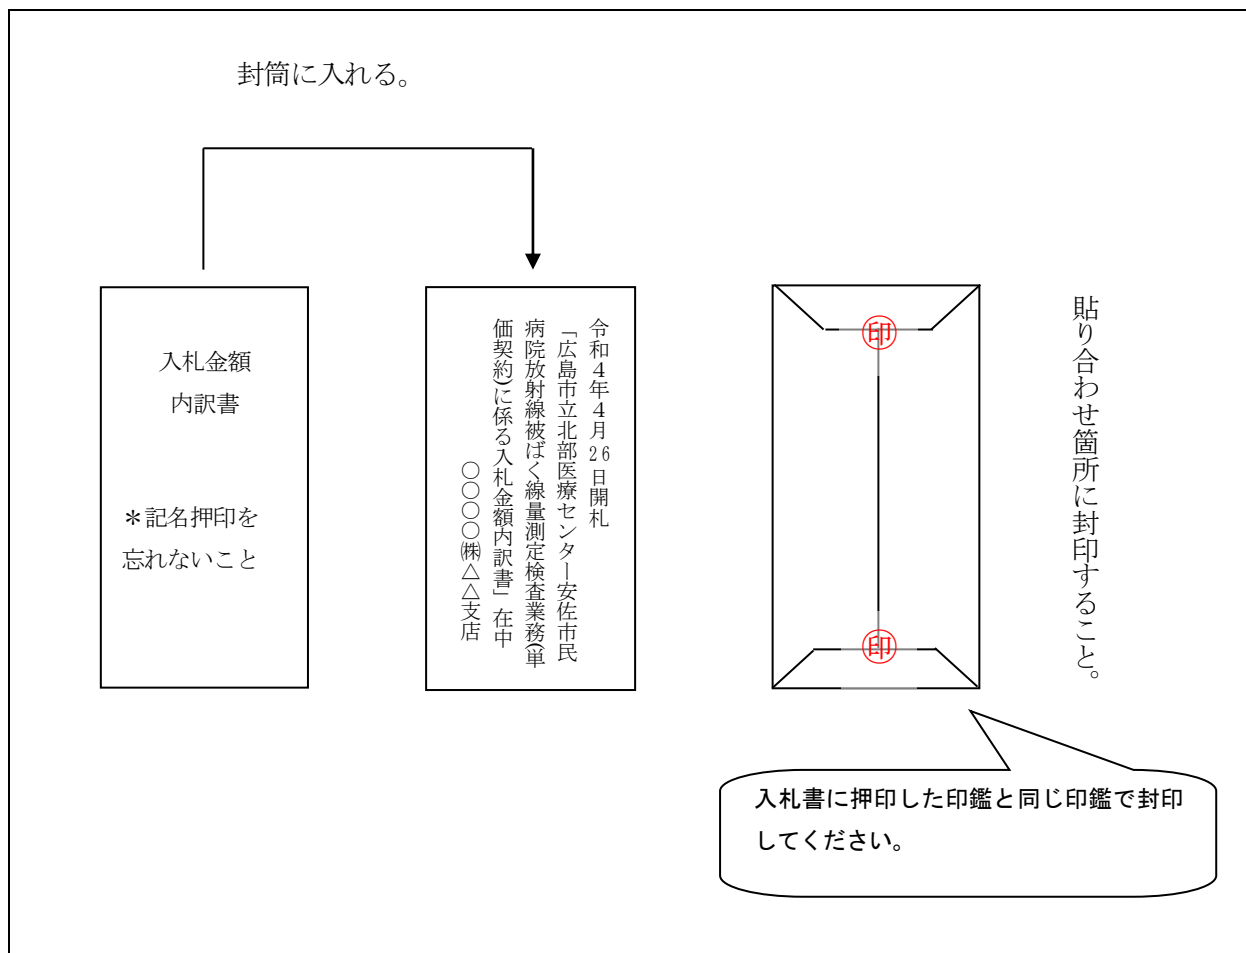 封筒に入れる。
入札金額
内訳書
＊記名押印を
忘れないこと
令和４年４月26日開札
「広島市立北部医療センター安佐市民
病院放射線被ばく線量測定検査業務(単
価契約)に係る入札金額内訳書」在中
○○○○㈱△△支店
印
印
貼り合わせ箇所に封印すること。
入札書に押印した印鑑と同じ印鑑で封印
してください。